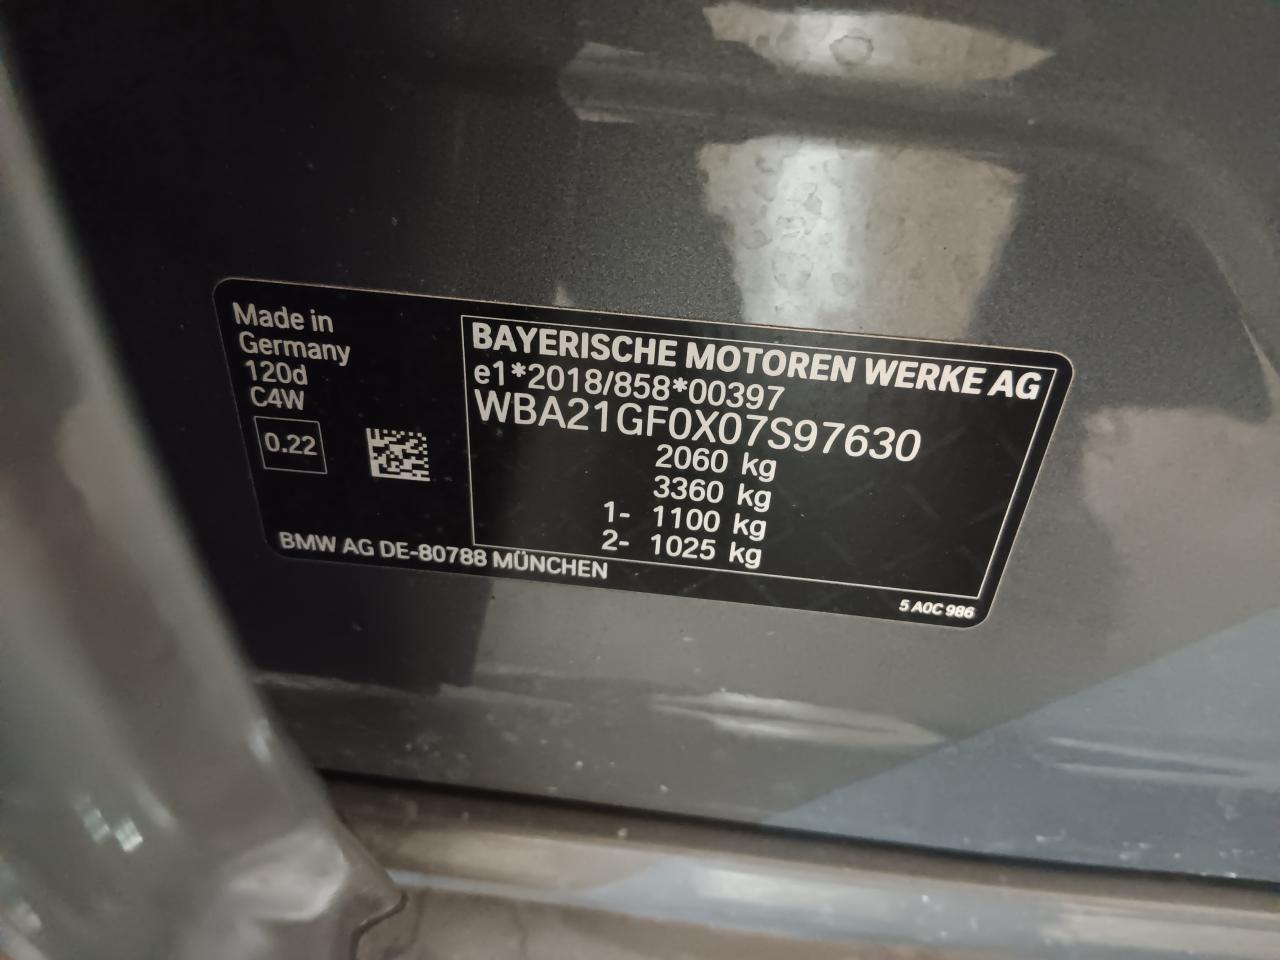 Made in
Germany
120d
C4W
0.22
BMW AG DE-80788 MÜNCHEN
BAYERISCHE MOTOREN WERKE AG
e1*2018/858*00397
WBA21GF0X07S97630
2060 kg
3360 kg
1- 1100 kg
2- 1025 kg
5 A0C 986